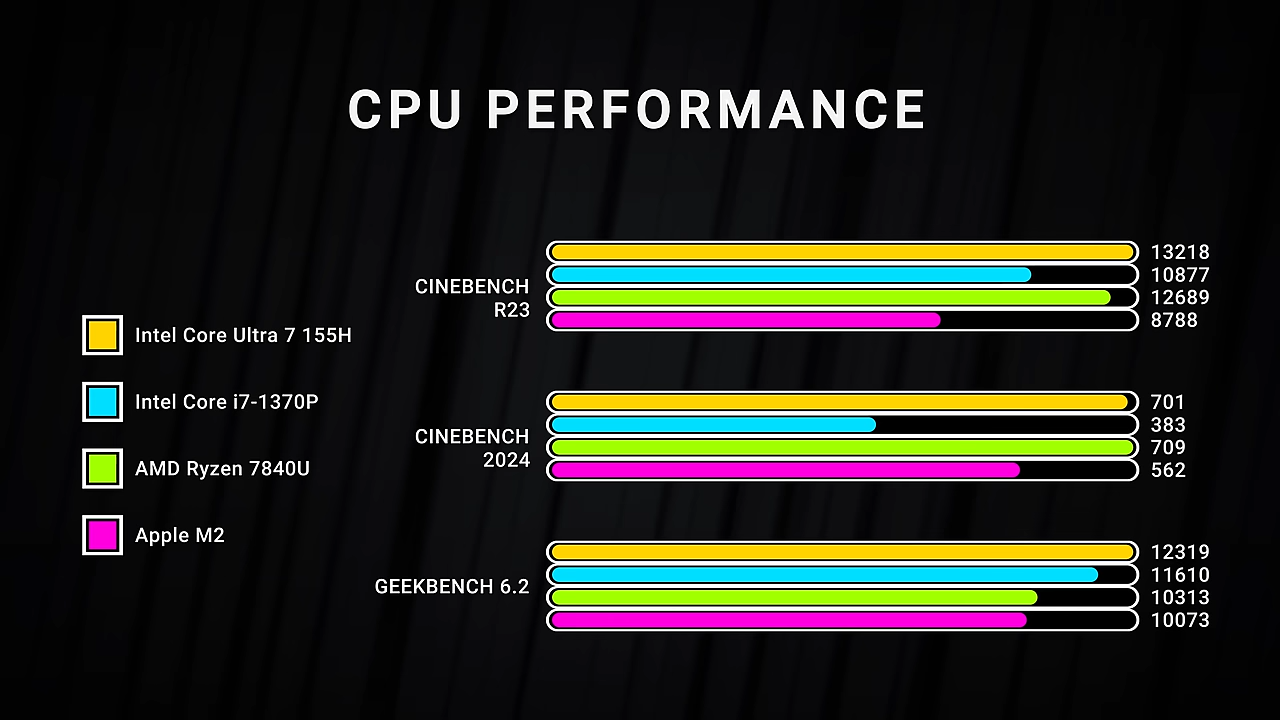 CPU PERFORMANCE
Intel Core Ultra 7 155H
Intel Core i7-1370P
AMD Ryzen 7840U
Apple M2
CINEBENCH
R23
13218
10877
12689
8788
CINEBENCH
2024
701
383
709
562
GEEKBENCH 6.2
12319
11610
10313
10073